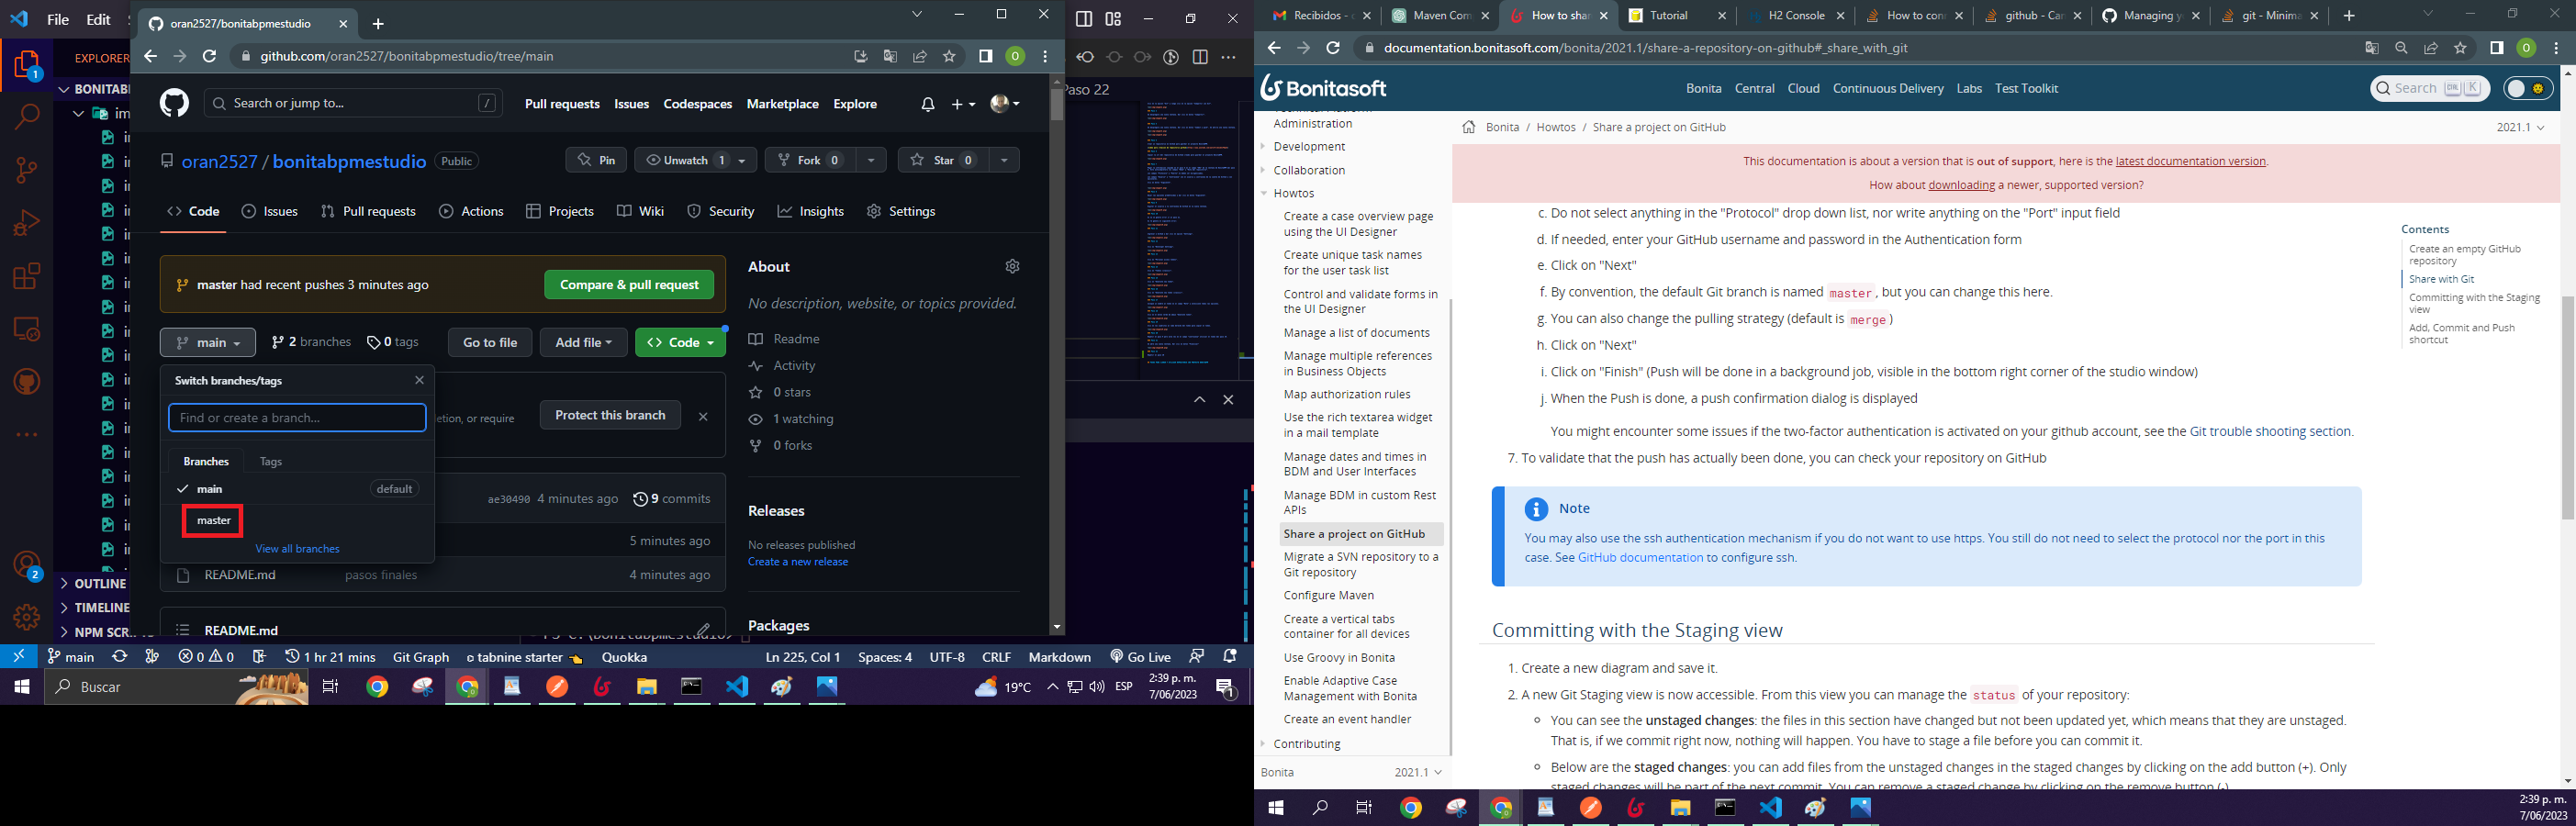 File Edit
EXPLORER
BONITAB
OUTLINE
TIMELINE
NPM SCRI
oran2527/bonitabpmestudio
github.com/oran2527/bonitabpmestudio/tree/main
Search or jump to... /
Pull requests Issues Codespaces Marketplace Explore
oran2527 / bonitabpmestudio Public
Pin Unwatch 1 Fork 0 Star 0
Code Issues Pull requests Actions Projects Wiki Security Insights Settings
master had recent pushes 3 minutes ago Compare & pull request
main 2 branches 0 tags Go to file Add file Code
Switch branches/tags
Find or create a branch...
Branches Tags
main default
master
View all branches
etion, or require Protect this branch
ae30490 4 minutes ago 9 commits
5 minutes ago
README.md pasos finales 4 minutes ago
README.md
About
No description, website, or topics provided.
Readme
Activity
0 stars
1 watching
0 forks
Releases
No releases published
Create a new release
Packages
Paso 22
main 0 0 1 hr 21 mins Git Graph tabnine starter Quokka Ln 225, Col 1 Spaces: 4 UTF-8 CRLF Markdown Go Live
Buscar 19°C ESP 2:39 p. m.
7/06/2023 1
Recibidos - Maven Com How to shar Tutorial H2 Console How to con github - Can Managing y git - Minima
documentation.bonitasoft.com/bonita/2021.1/share-a-repository-on-github#_share_with_git
Bonitasoft Bonita Central Cloud Continuous Delivery Labs Test Toolkit Search K
Administration
Development
Collaboration
Howtos
Create a case overview page
using the UI Designer
Create unique task names
for the user task list
Control and validate forms in
the UI Designer
Manage a list of documents
Manage multiple references
in Business Objects
Map authorization rules
Use the rich textarea widget
in a mail template
Manage dates and times in
BDM and User Interfaces
Manage BDM in custom Rest
APIs
Share a project on GitHub
Migrate a SVN repository to a
Git repository
Configure Maven
Create a vertical tabs
container for all devices
Use Groovy in Bonita
Enable Adaptive Case
Management with Bonita
Create an event handler
Contributing
Bonita 2021.1
Bonita / Howtos / Share a project on GitHub 2021.1
This documentation is about a version that is out of support, here is the latest documentation version.
How about downloading a newer, supported version?
c. Do not select anything in the "Protocol" drop down list, nor write anything on the "Port" input field
d. If needed, enter your GitHub username and password in the Authentication form
e. Click on "Next"
f. By convention, the default Git branch is named master, but you can change this here.
g. You can also change the pulling strategy (default is merge)
h. Click on "Next"
i. Click on "Finish" (Push will be done in a background job, visible in the bottom right corner of the studio window)
j. When the Push is done, a push confirmation dialog is displayed
You might encounter some issues if the two-factor authentication is activated on your github account, see the Git trouble shooting section.
7. To validate that the push has actually been done, you can check your repository on GitHub
Note
You may also use the ssh authentication mechanism if you do not want to use https. You still do not need to select the protocol nor the port in this
case. See GitHub documentation to configure ssh.
Committing with the Staging view
1. Create a new diagram and save it.
2. A new Git Staging view is now accessible. From this view you can manage the status of your repository:
You can see the unstaged changes: the files in this section have changed but not been updated yet, which means that they are unstaged.
That is, if we commit right now, nothing will happen. You have to stage a file before you can commit it.
Below are the staged changes: you can add files from the unstaged changes in the staged changes by clicking on the add button (+). Only
staged changes will be part of the next commit. You can remove a staged change by clicking on the remove button (-)
Contents
Create an empty GitHub
repository
Share with Git
Committing with the Staging
view
Add, Commit and Push
shortcut
2:39 p. m.
7/06/2023